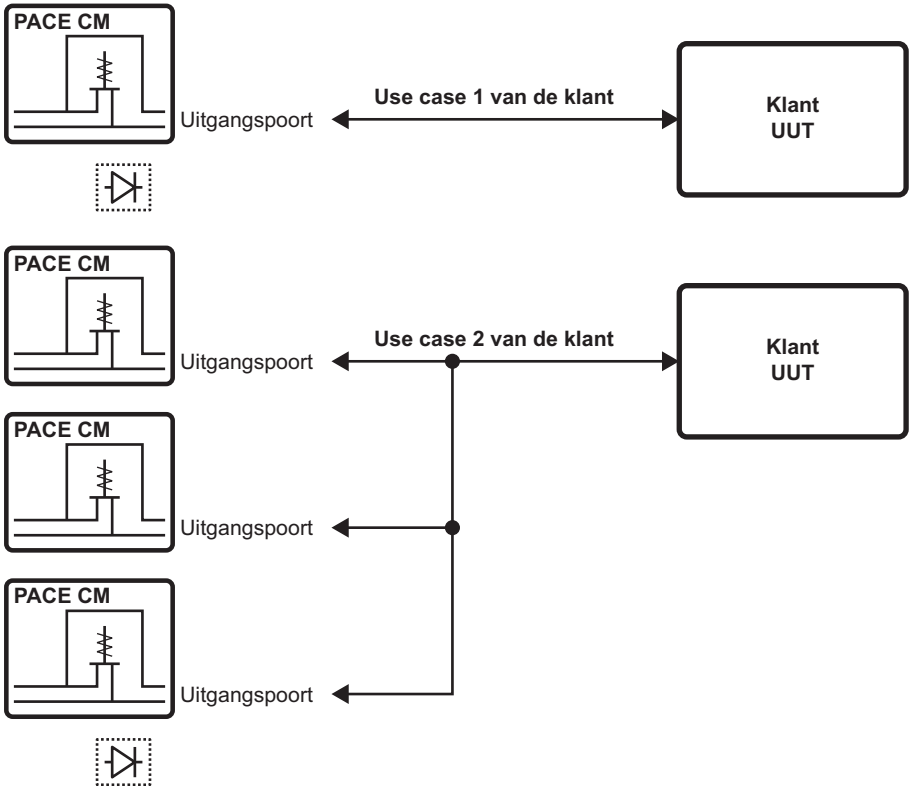 PACE CM
Uitgangspoort
Use case 1 van de klant
Klant
UUT
PACE CM
Uitgangspoort
Use case 2 van de klant
Klant
UUT
PACE CM
Uitgangspoort
PACE CM
Uitgangspoort